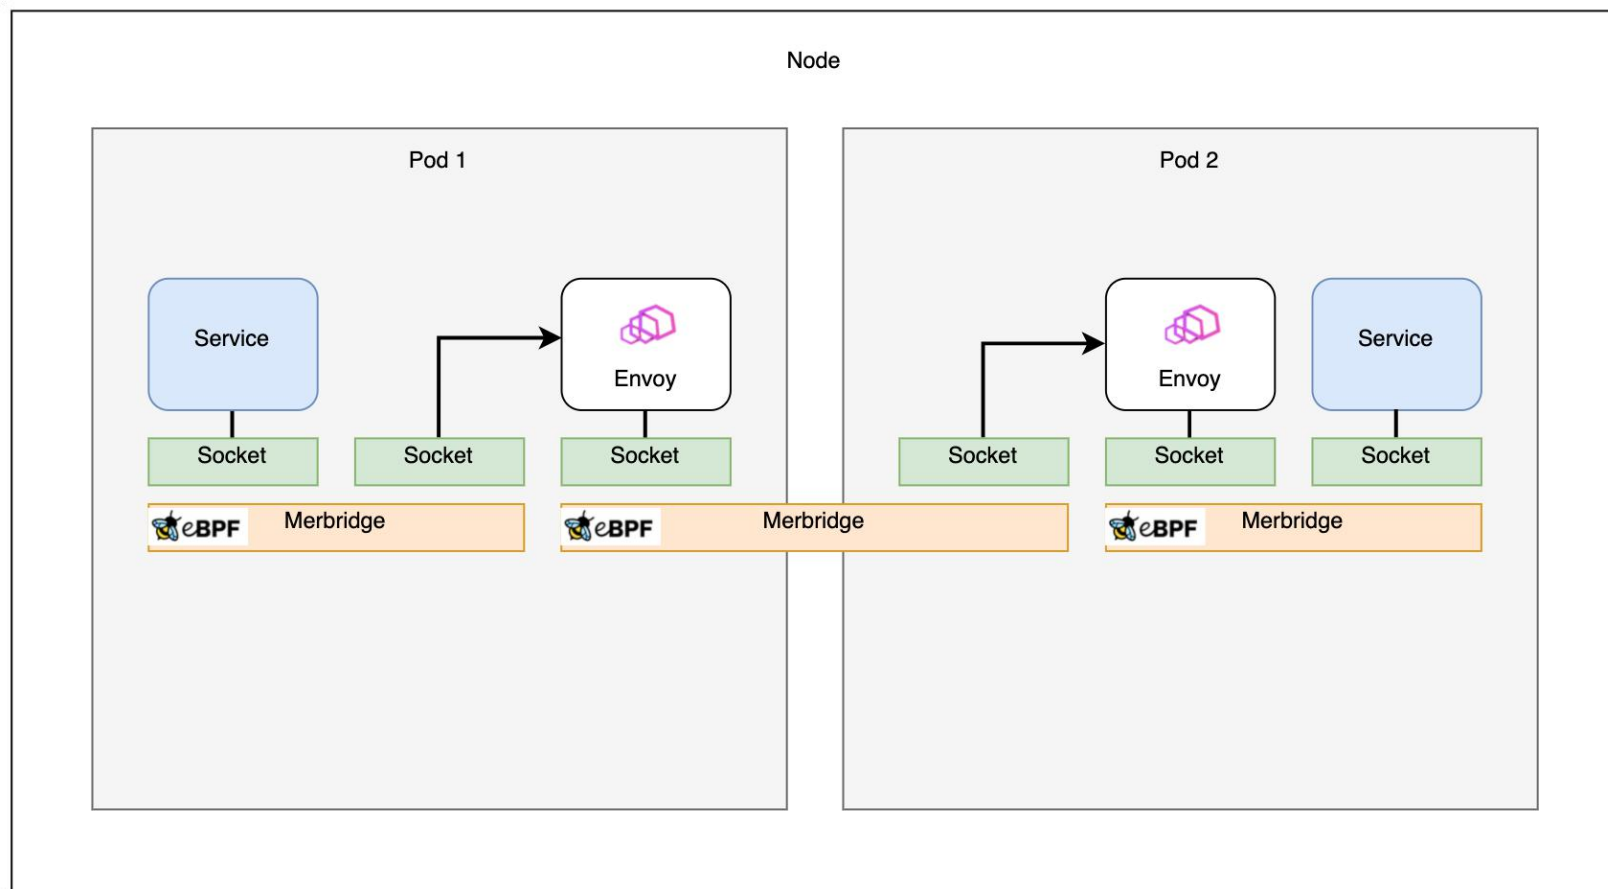 Node
Pod 1
Pod 2
Service
Envoy
Envoy
Service
Socket
Socket
Socket
Socket
Socket
Socket
eBPF
Merbridge
eBPF
Merbridge
eBPF
Merbridge